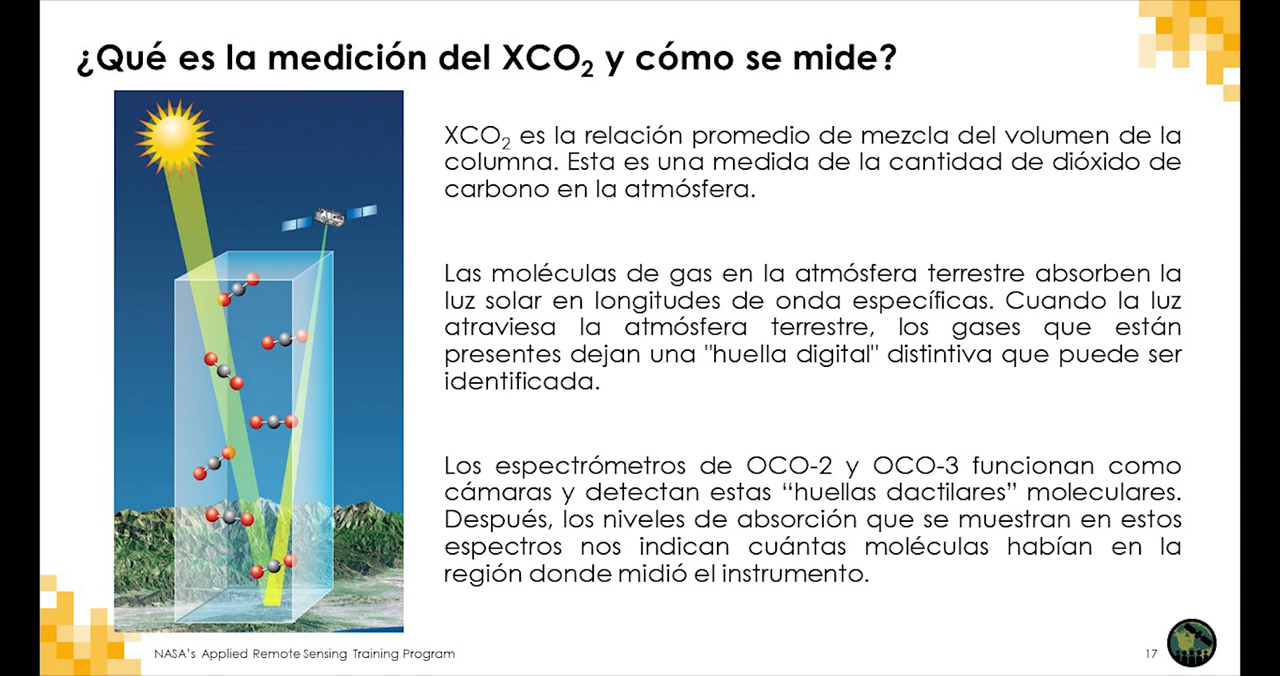 ¿Qué es la medición del XCO₂ y cómo se mide?
XCO₂ es la relación promedio de mezcla del volumen de la
columna. Esta es una medida de la cantidad de dióxido de
carbono en la atmósfera.
Las moléculas de gas en la atmósfera terrestre absorben la
luz solar en longitudes de onda específicas. Cuando la luz
atraviesa la atmósfera terrestre, los gases que están
presentes dejan una "huella digital" distintiva que puede ser
identificada.
Los espectrómetros de OCO-2 y OCO-3 funcionan como
cámaras y detectan estas “huellas dactilares” moleculares.
Después, los niveles de absorción que se muestran en estos
espectros nos indican cuántas moléculas habían en la
región donde midió el instrumento.
NASA’s Applied Remote Sensing Training Program
17